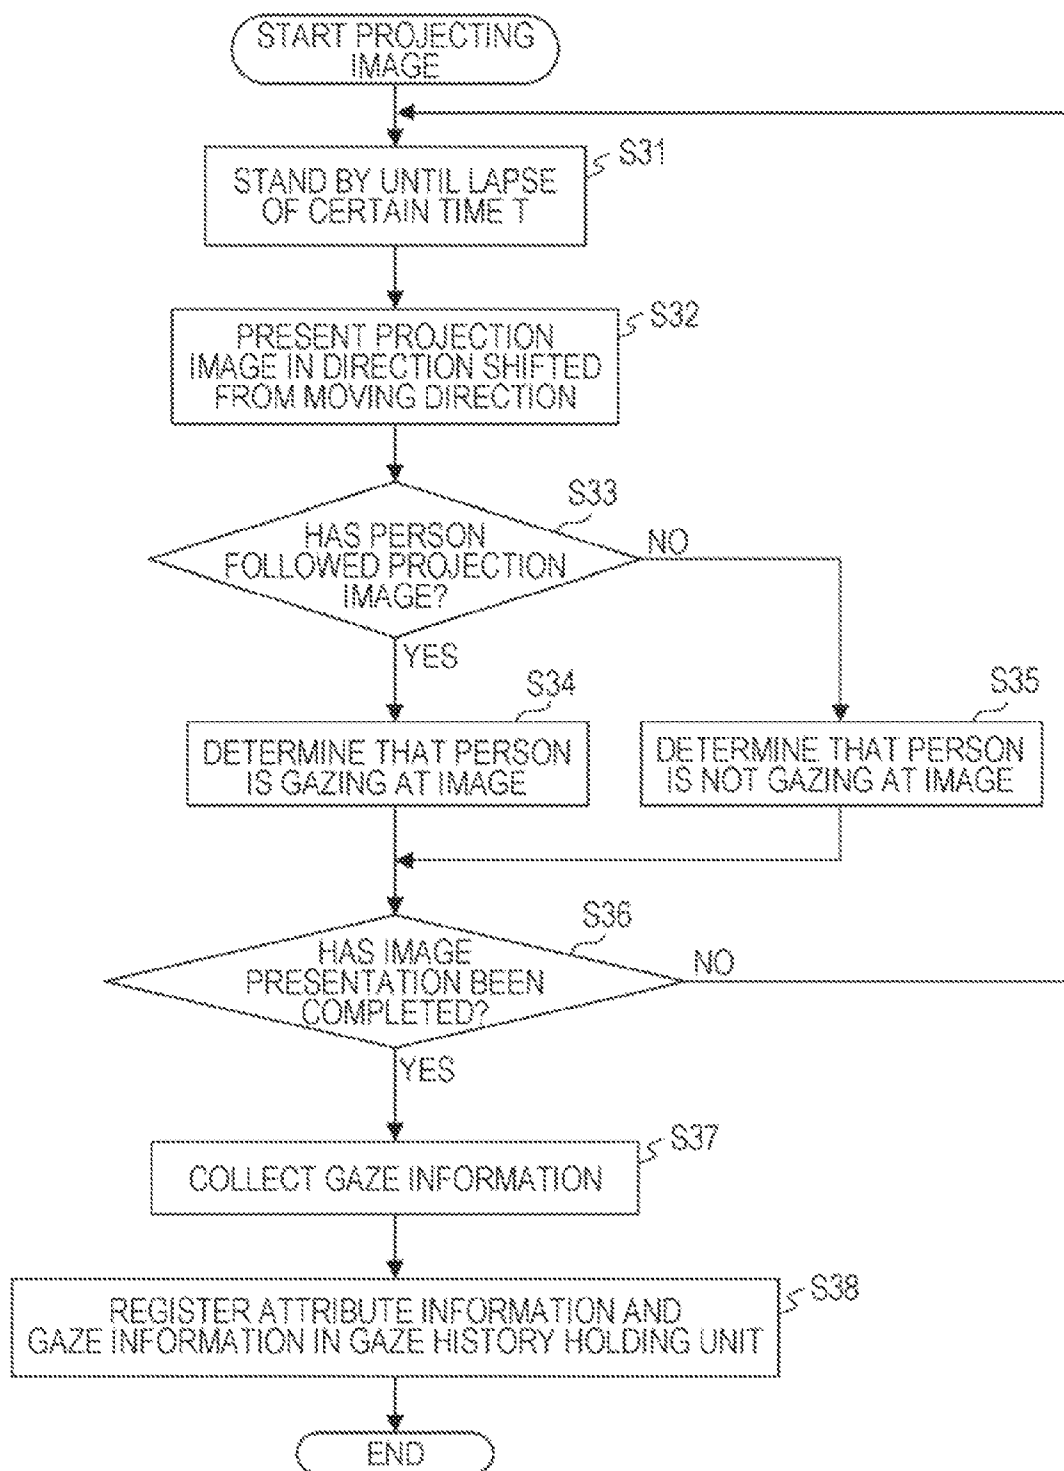 START PROJECTING
IMAGE
S31
STAND BY UNTIL LAPSE
OF CERTAIN TIME T
S32
PRESENT PROJECTION
IMAGE IN DIRECTION SHIFTED
FROM MOVING DIRECTION
S33
HAS PERSON
FOLLOWED PROJECTION
IMAGE?
NO
YES
S34
DETERMINE THAT PERSON
IS GAZING AT IMAGE
S35
DETERMINE THAT PERSON
IS NOT GAZING AT IMAGE
S36
HAS IMAGE
PRESENTATION BEEN
COMPLETED?
NO
YES
S37
COLLECT GAZE INFORMATION
S38
REGISTER ATTRIBUTE INFORMATION AND
GAZE INFORMATION IN GAZE HISTORY HOLDING UNIT
END